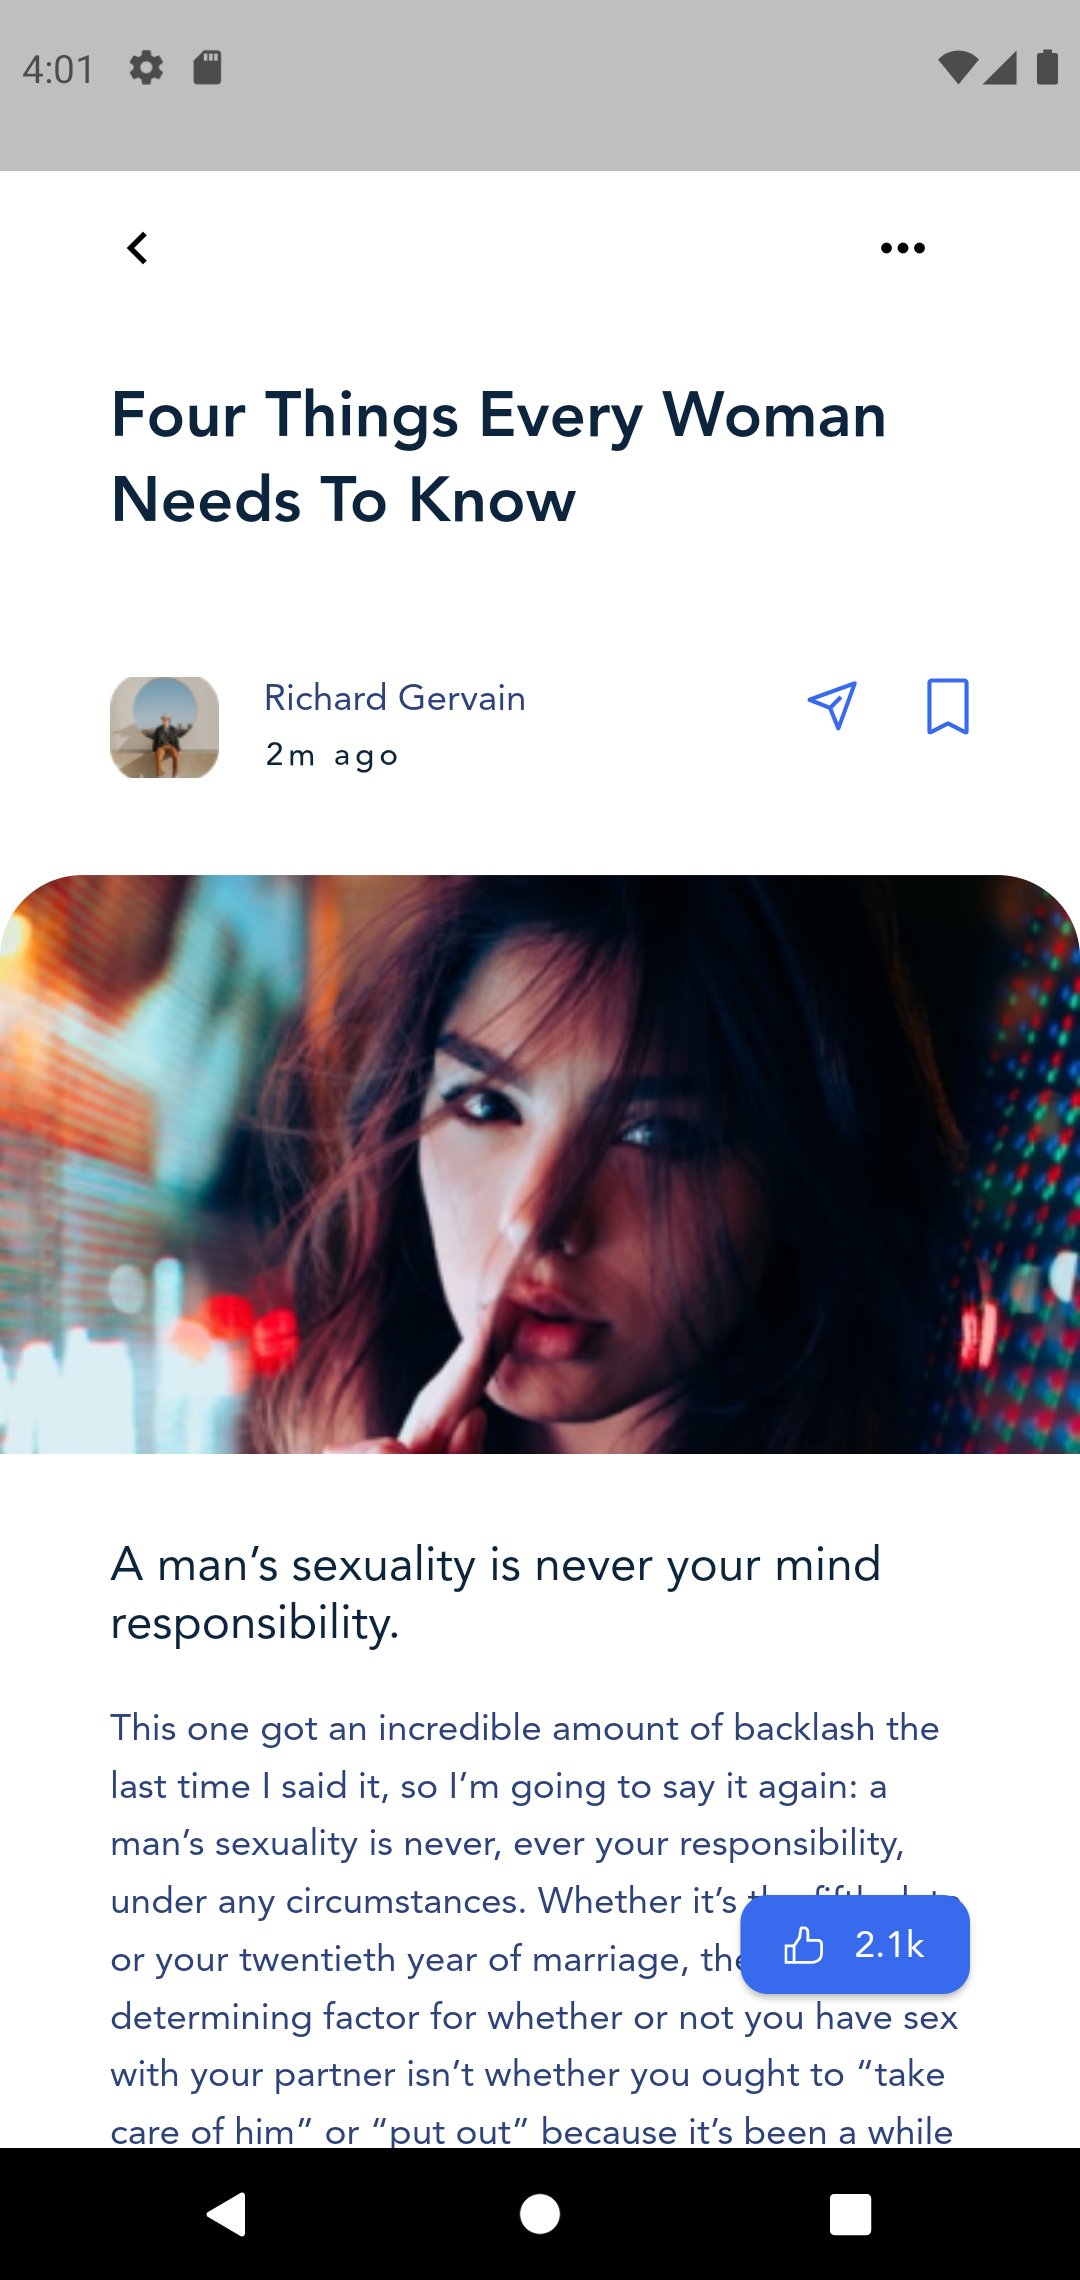 4:01
Four Things Every Woman
Needs To Know
Richard Gervain
2m ago
A man’s sexuality is never your mind
responsibility.
This one got an incredible amount of backlash the
last time I said it, so I’m going to say it again: a
man’s sexuality is never, ever your responsibility,
under any circumstances. Whether it’s
or your twentieth year of marriage,
2.1k
determining factor for whether or not you have sex
with your partner isn’t whether you ought to “take
care of him” or “put out” because it’s been a while